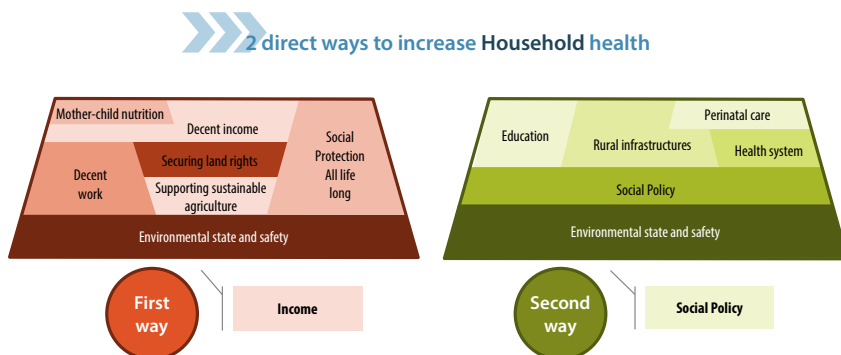 2 direct ways to increase Household health
Mother-child nutrition
Decent income
Social
Protection
All life
long
Securing land rights
Decent
work
Supporting sustainable
agriculture
Environmental state and safety
First
way
Income
Perinatal care
Education
Rural infrastructures
Health system
Social Policy
Environmental state and safety
Second
way
Social Policy